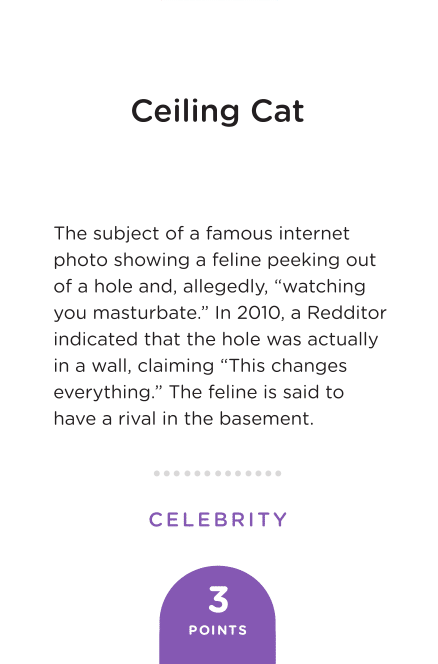 Ceiling Cat
The subject of a famous internet
photo showing a feline peeking out
of a hole and, allegedly, “watching
you masturbate.” In 2010, a Redditor
indicated that the hole was actually
in a wall, claiming “This changes
everything.” The feline is said to
have a rival in the basement.
CELEBRITY
3
POINTS